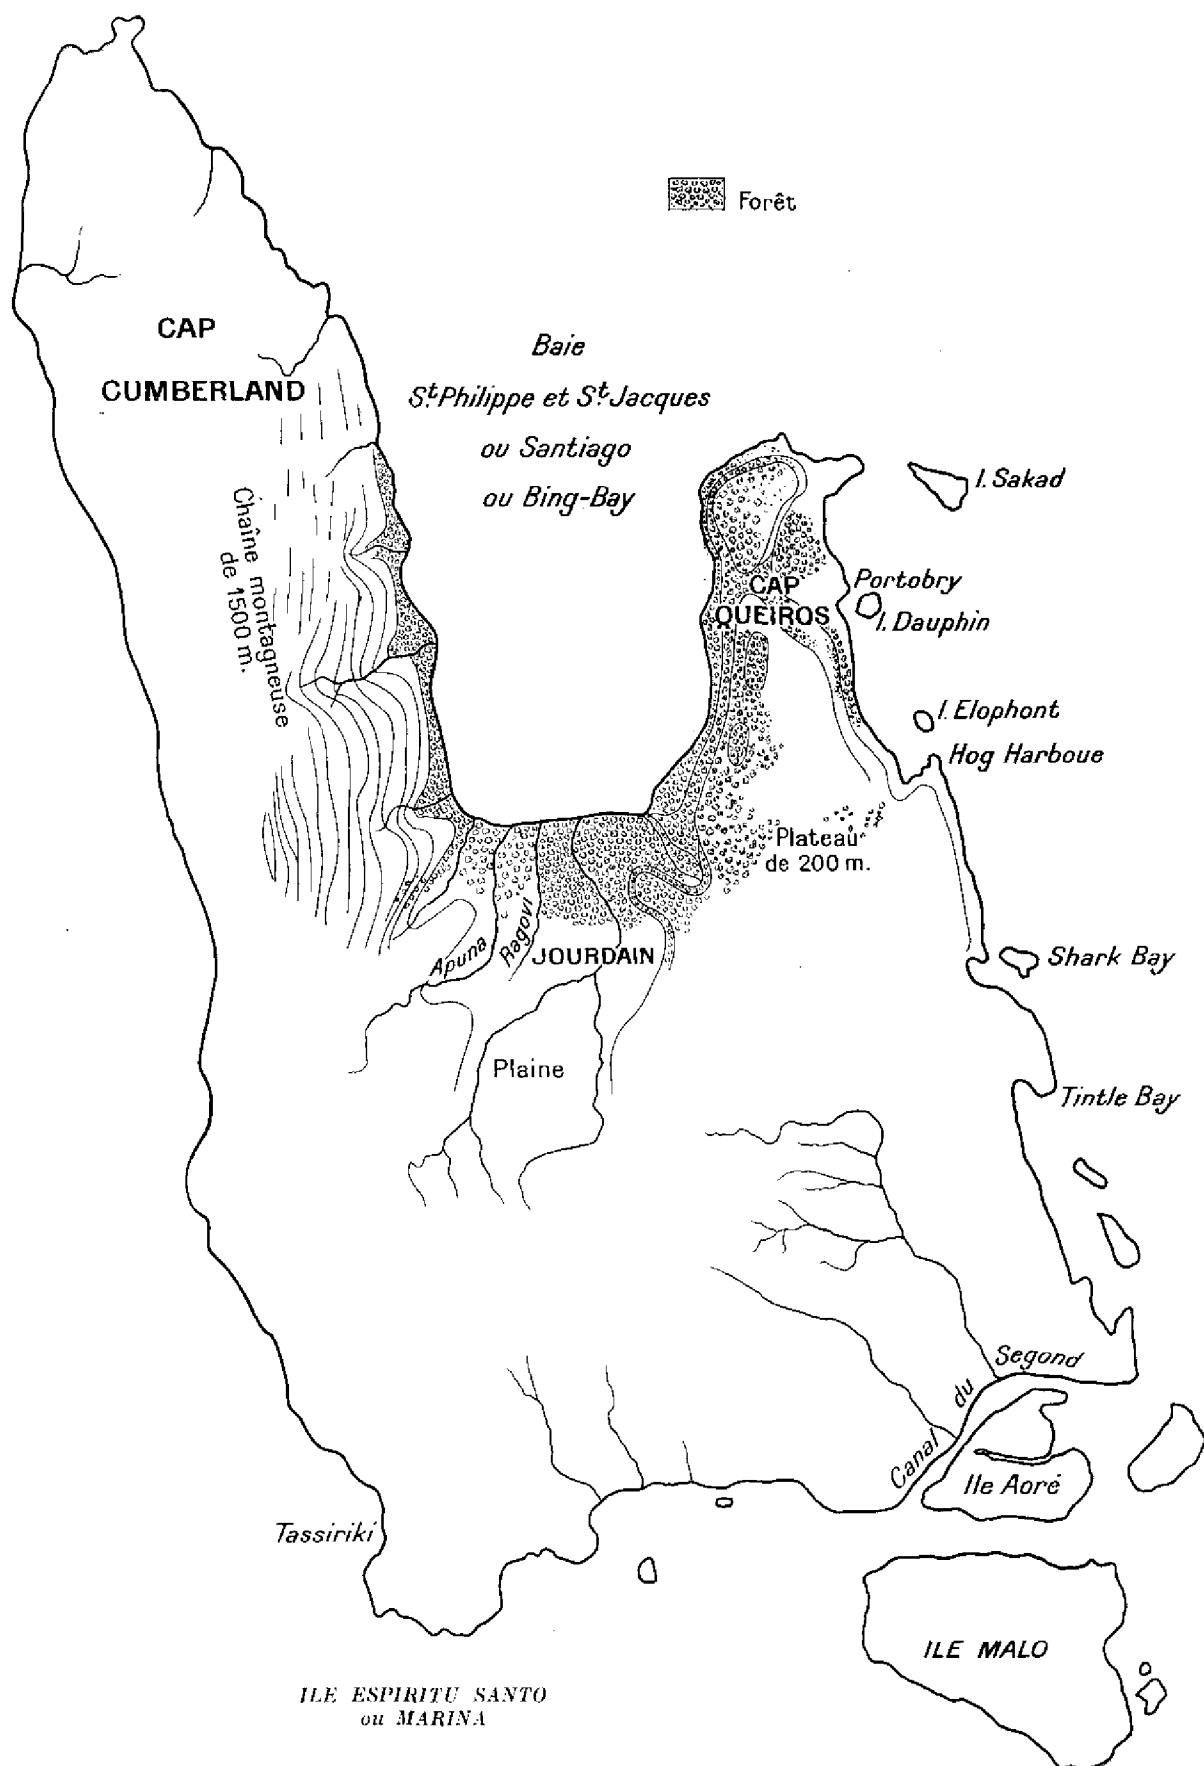 Forêt
CAP
CUMBERLAND
Baie
St. Philippe et St. Jacques
ou Santiago
ou Bing-Bay
I. Sakad
Chaîne montagneuse
de 1500 m.
CAP
QUEIROS
Portobry
I. Dauphin
I. Elophont
Hog Harboue
Plateau
de 200 m.
Apuna
Ragovi
JOURDAIN
Shark Bay
Plaine
Tintle Bay
Canal du Segond
Ile Aoré
Tassiriki
ILE MALO
ILE ESPIRITU SANTO
ou MARINA